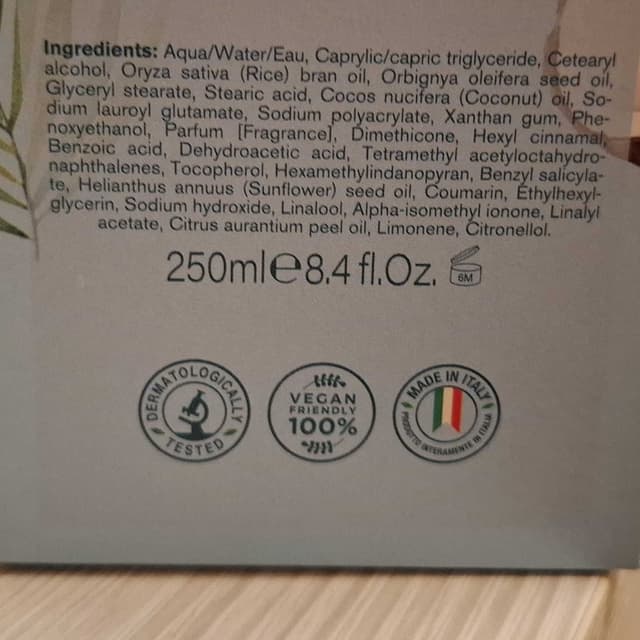 Ingredients: Aqua/Water/Eau, Caprylic/capric triglyceride, Cetearyl
alcohol, Oryza sativa (Rice) bran oil, Orbignya oleifera seed oil,
Glyceryl stearate, Stearic acid, Cocos nucifera (Coconut) oil, So-
dium lauroyl glutamate, Sodium polyacrylate, Xanthan gum, Phe-
noxyethanol, Parfum [Fragrance], Dimethicone, Hexyl cinnamal,
Benzoic acid, Dehydroacetic acid, Tetramethyl acetyloctahydro-
naphthalenes, Tocopherol, Hexamethylindanopyran, Benzyl salicyla-
te, Helianthus annuus (Sunflower) seed oil, Coumarin, Ethylhexyl-
glycerin, Sodium hydroxide, Linalool, Alpha-isomethyl ionone, Linalyl
acetate, Citrus aurantium peel oil, Limonene, Citronellol.
250ml℮8.4 fl.Oz. 6M
DERMATOLOGICALLY
TESTED
VEGAN
FRIENDLY
100%
MADE IN ITALY
PRODOTTO INTERAMENTE IN ITALIA